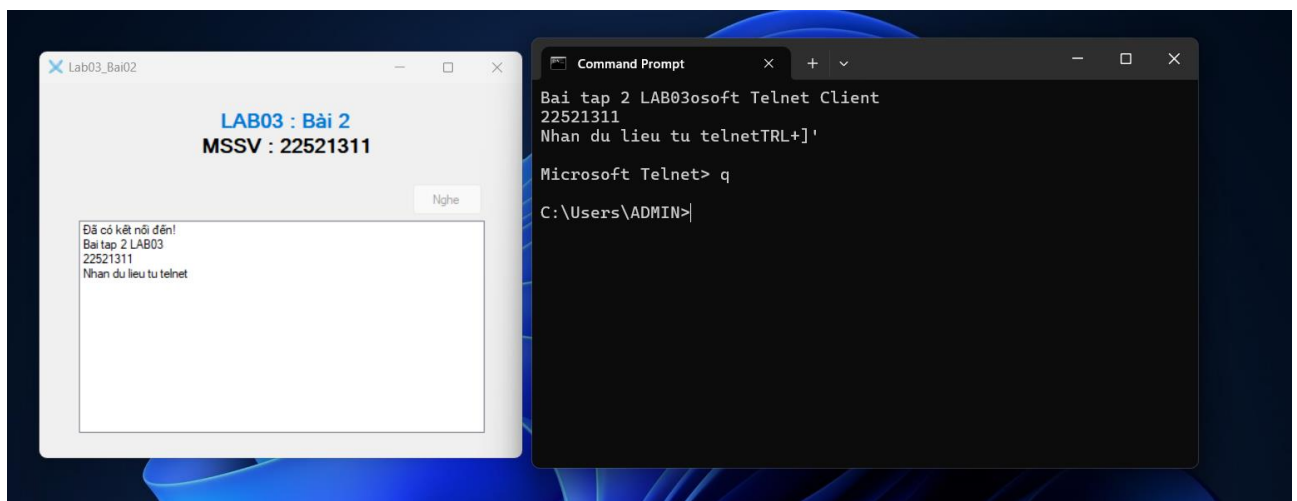 Lab03_Bai02
LAB03 : Bài 2
MSSV : 22521311
Nghe
Đã có kết nối đến!
Bai tap 2 LAB03
22521311
Nhan du lieu tu telnet
Command Prompt
Bai tap 2 LAB03osoft Telnet Client
22521311
Nhan du lieu tu telnetTRL+]'
Microsoft Telnet> q
C:\Users\ADMIN>